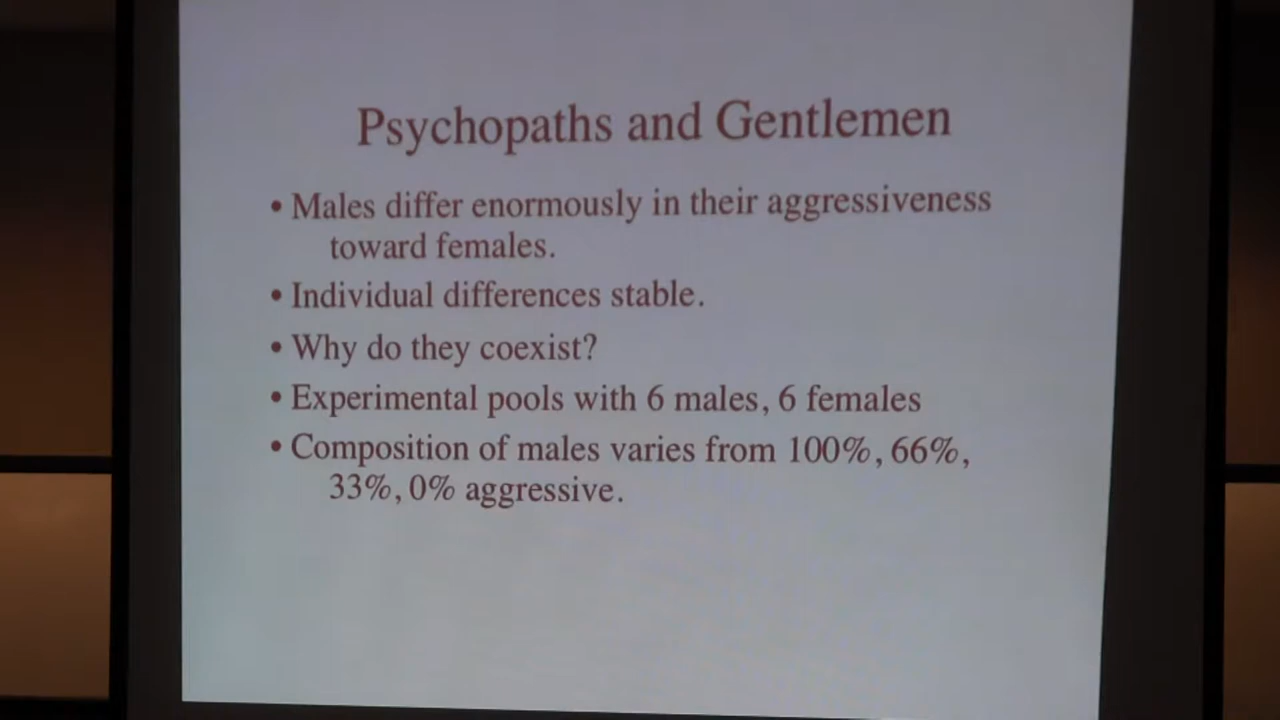 Psychopaths and Gentlemen
• Males differ enormously in their aggressiveness
toward females.
• Individual differences stable.
• Why do they coexist?
• Experimental pools with 6 males, 6 females
• Composition of males varies from 100%, 66%,
33%, 0% aggressive.